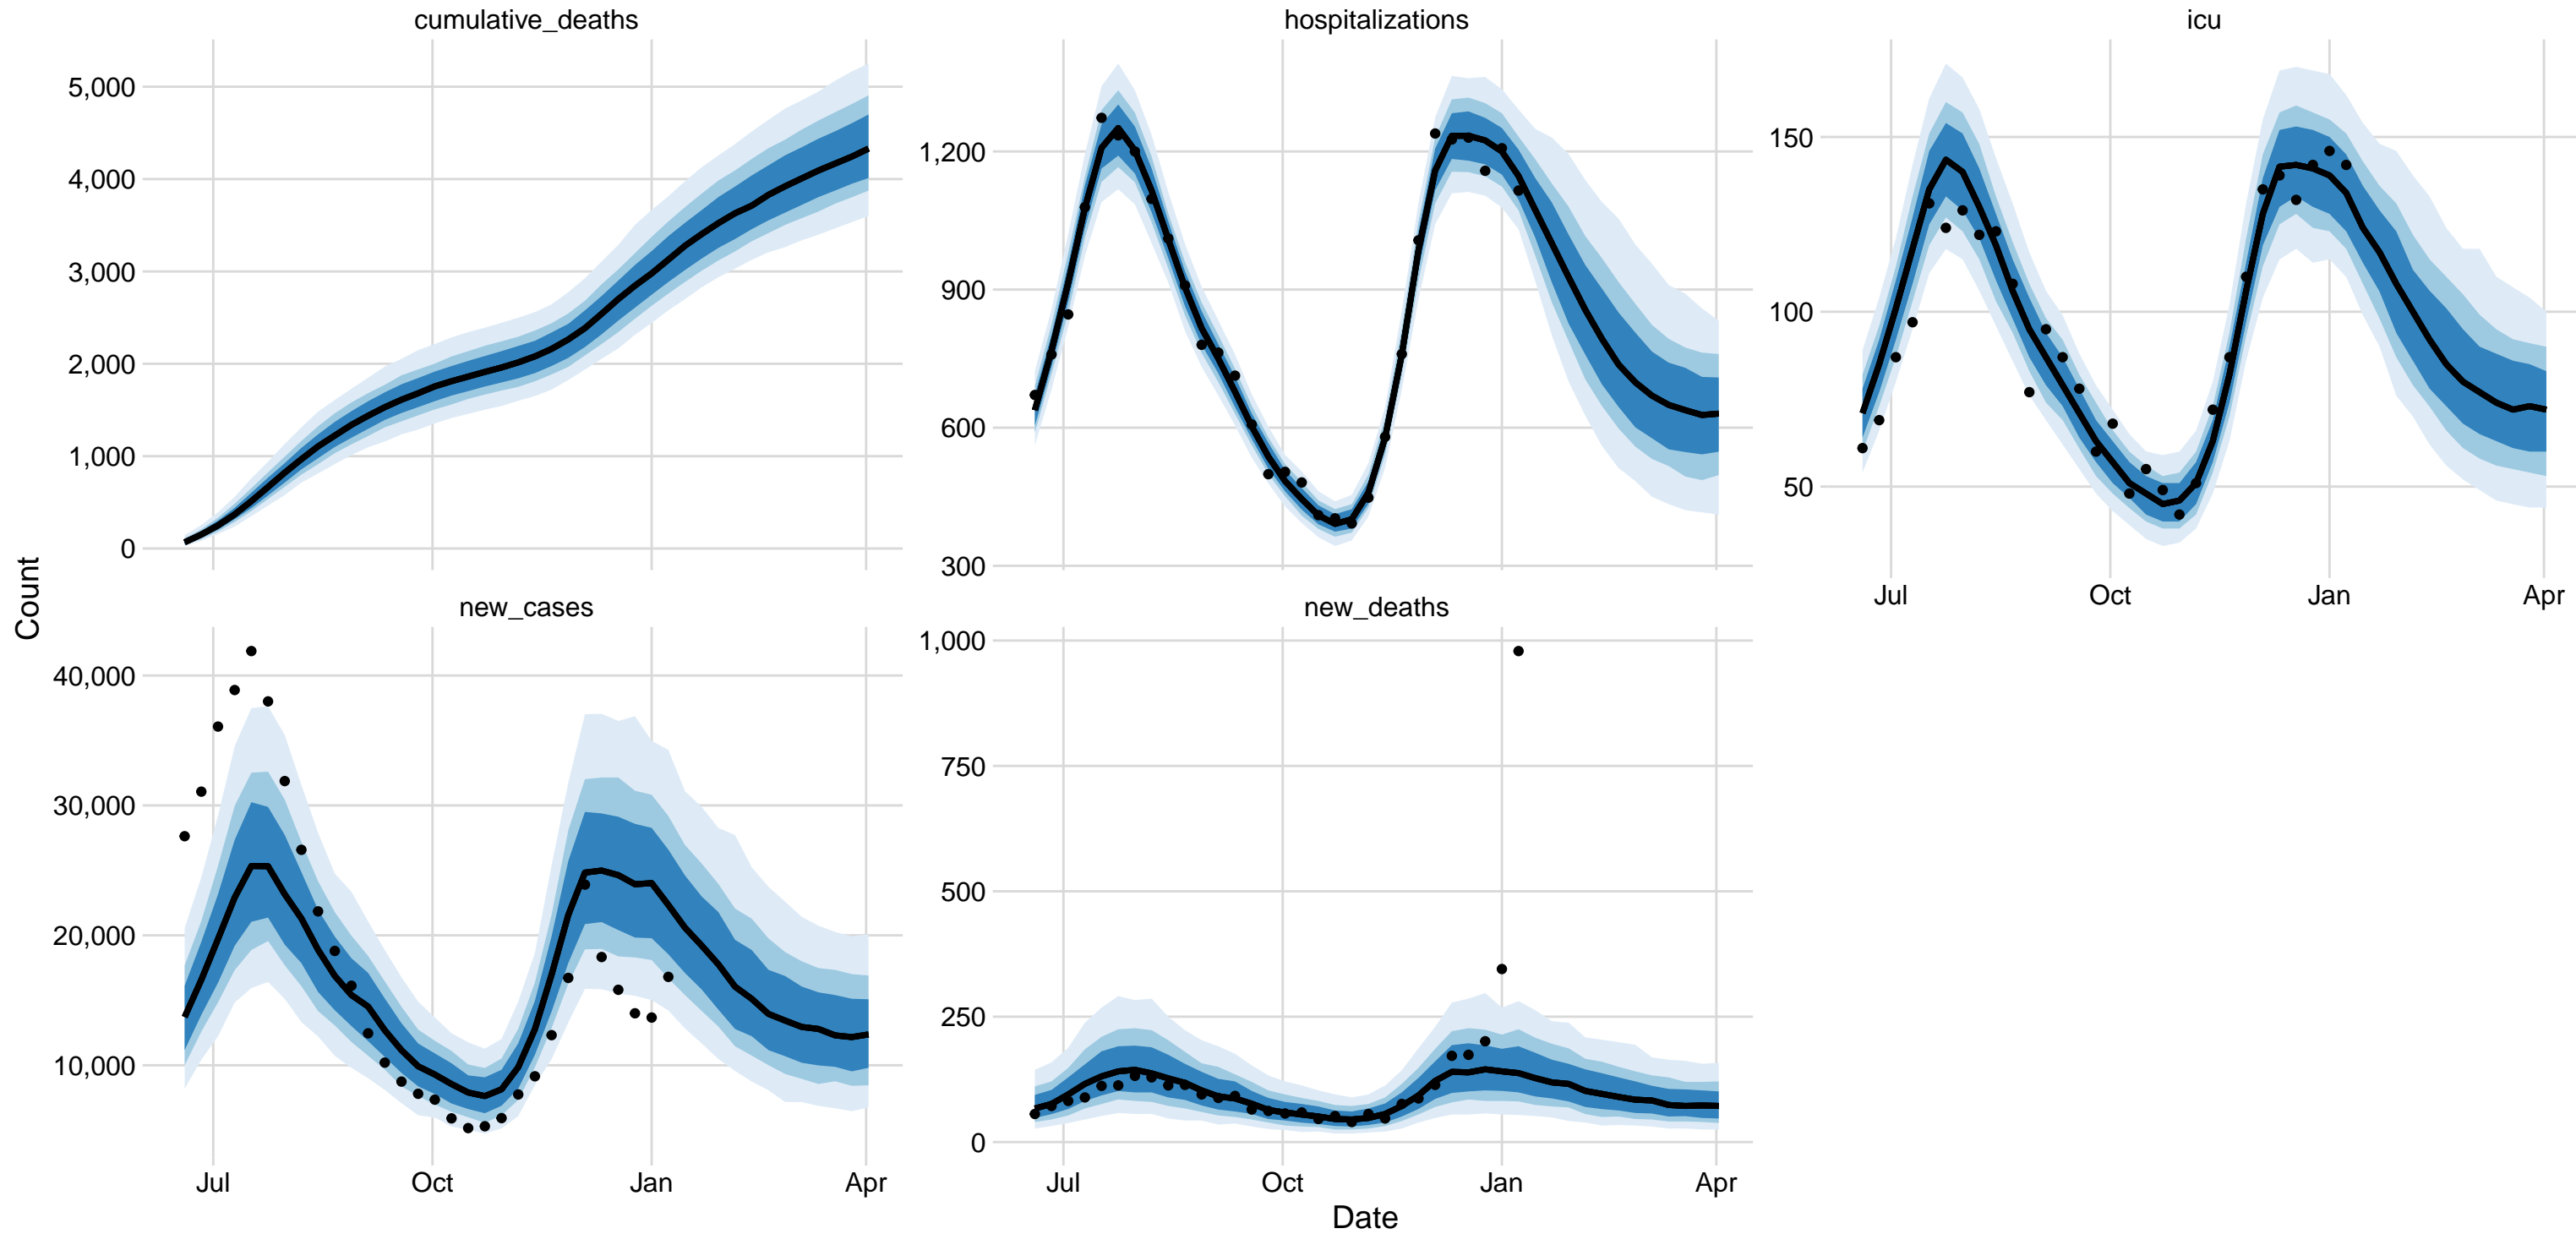 cumulative_deaths
5,000
4,000
3,000
2,000
1,000
0
hospitalizations
1,200
900
600
300
icu
150
100
50
Jul Oct Jan Apr
Count
new_cases
40,000
30,000
20,000
10,000
Jul Oct Jan Apr
new_deaths
1,000
750
500
250
0
Jul Oct Jan Apr
Date